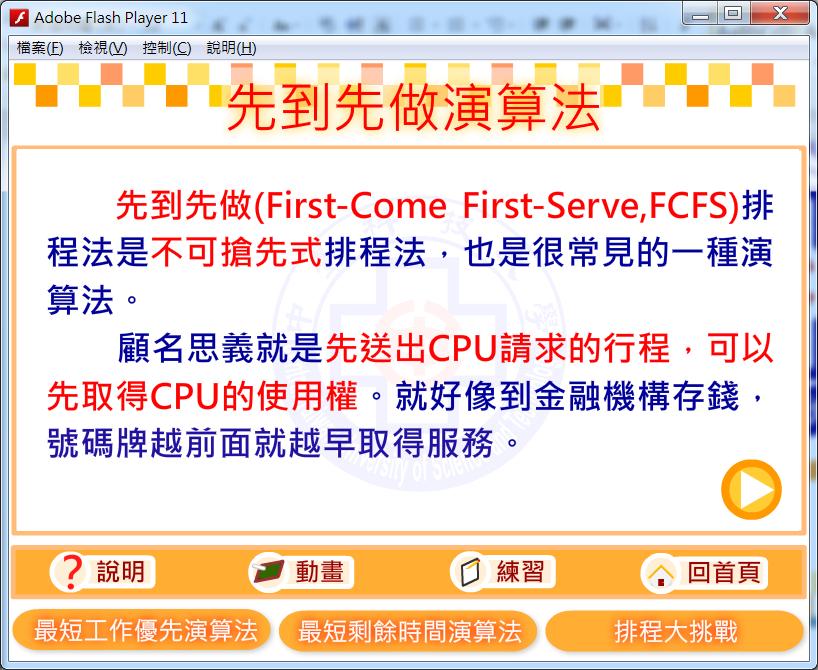 Adobe Flash Player 11
檔案(F) 檢視(V) 控制(C) 說明(H)
先到先做演算法
先到先做(First-Come First-Serve,FCFS)排
程法是不可搶先式排程法，也是很常見的一種演
算法。
顧名思義就是先送出CPU請求的行程，可以
先取得CPU的使用權。就好像到金融機構存錢，
號碼牌越前面就越早取得服務。
說明 動畫 練習 回首頁
最短工作優先演算法 最短剩餘時間演算法 排程大挑戰